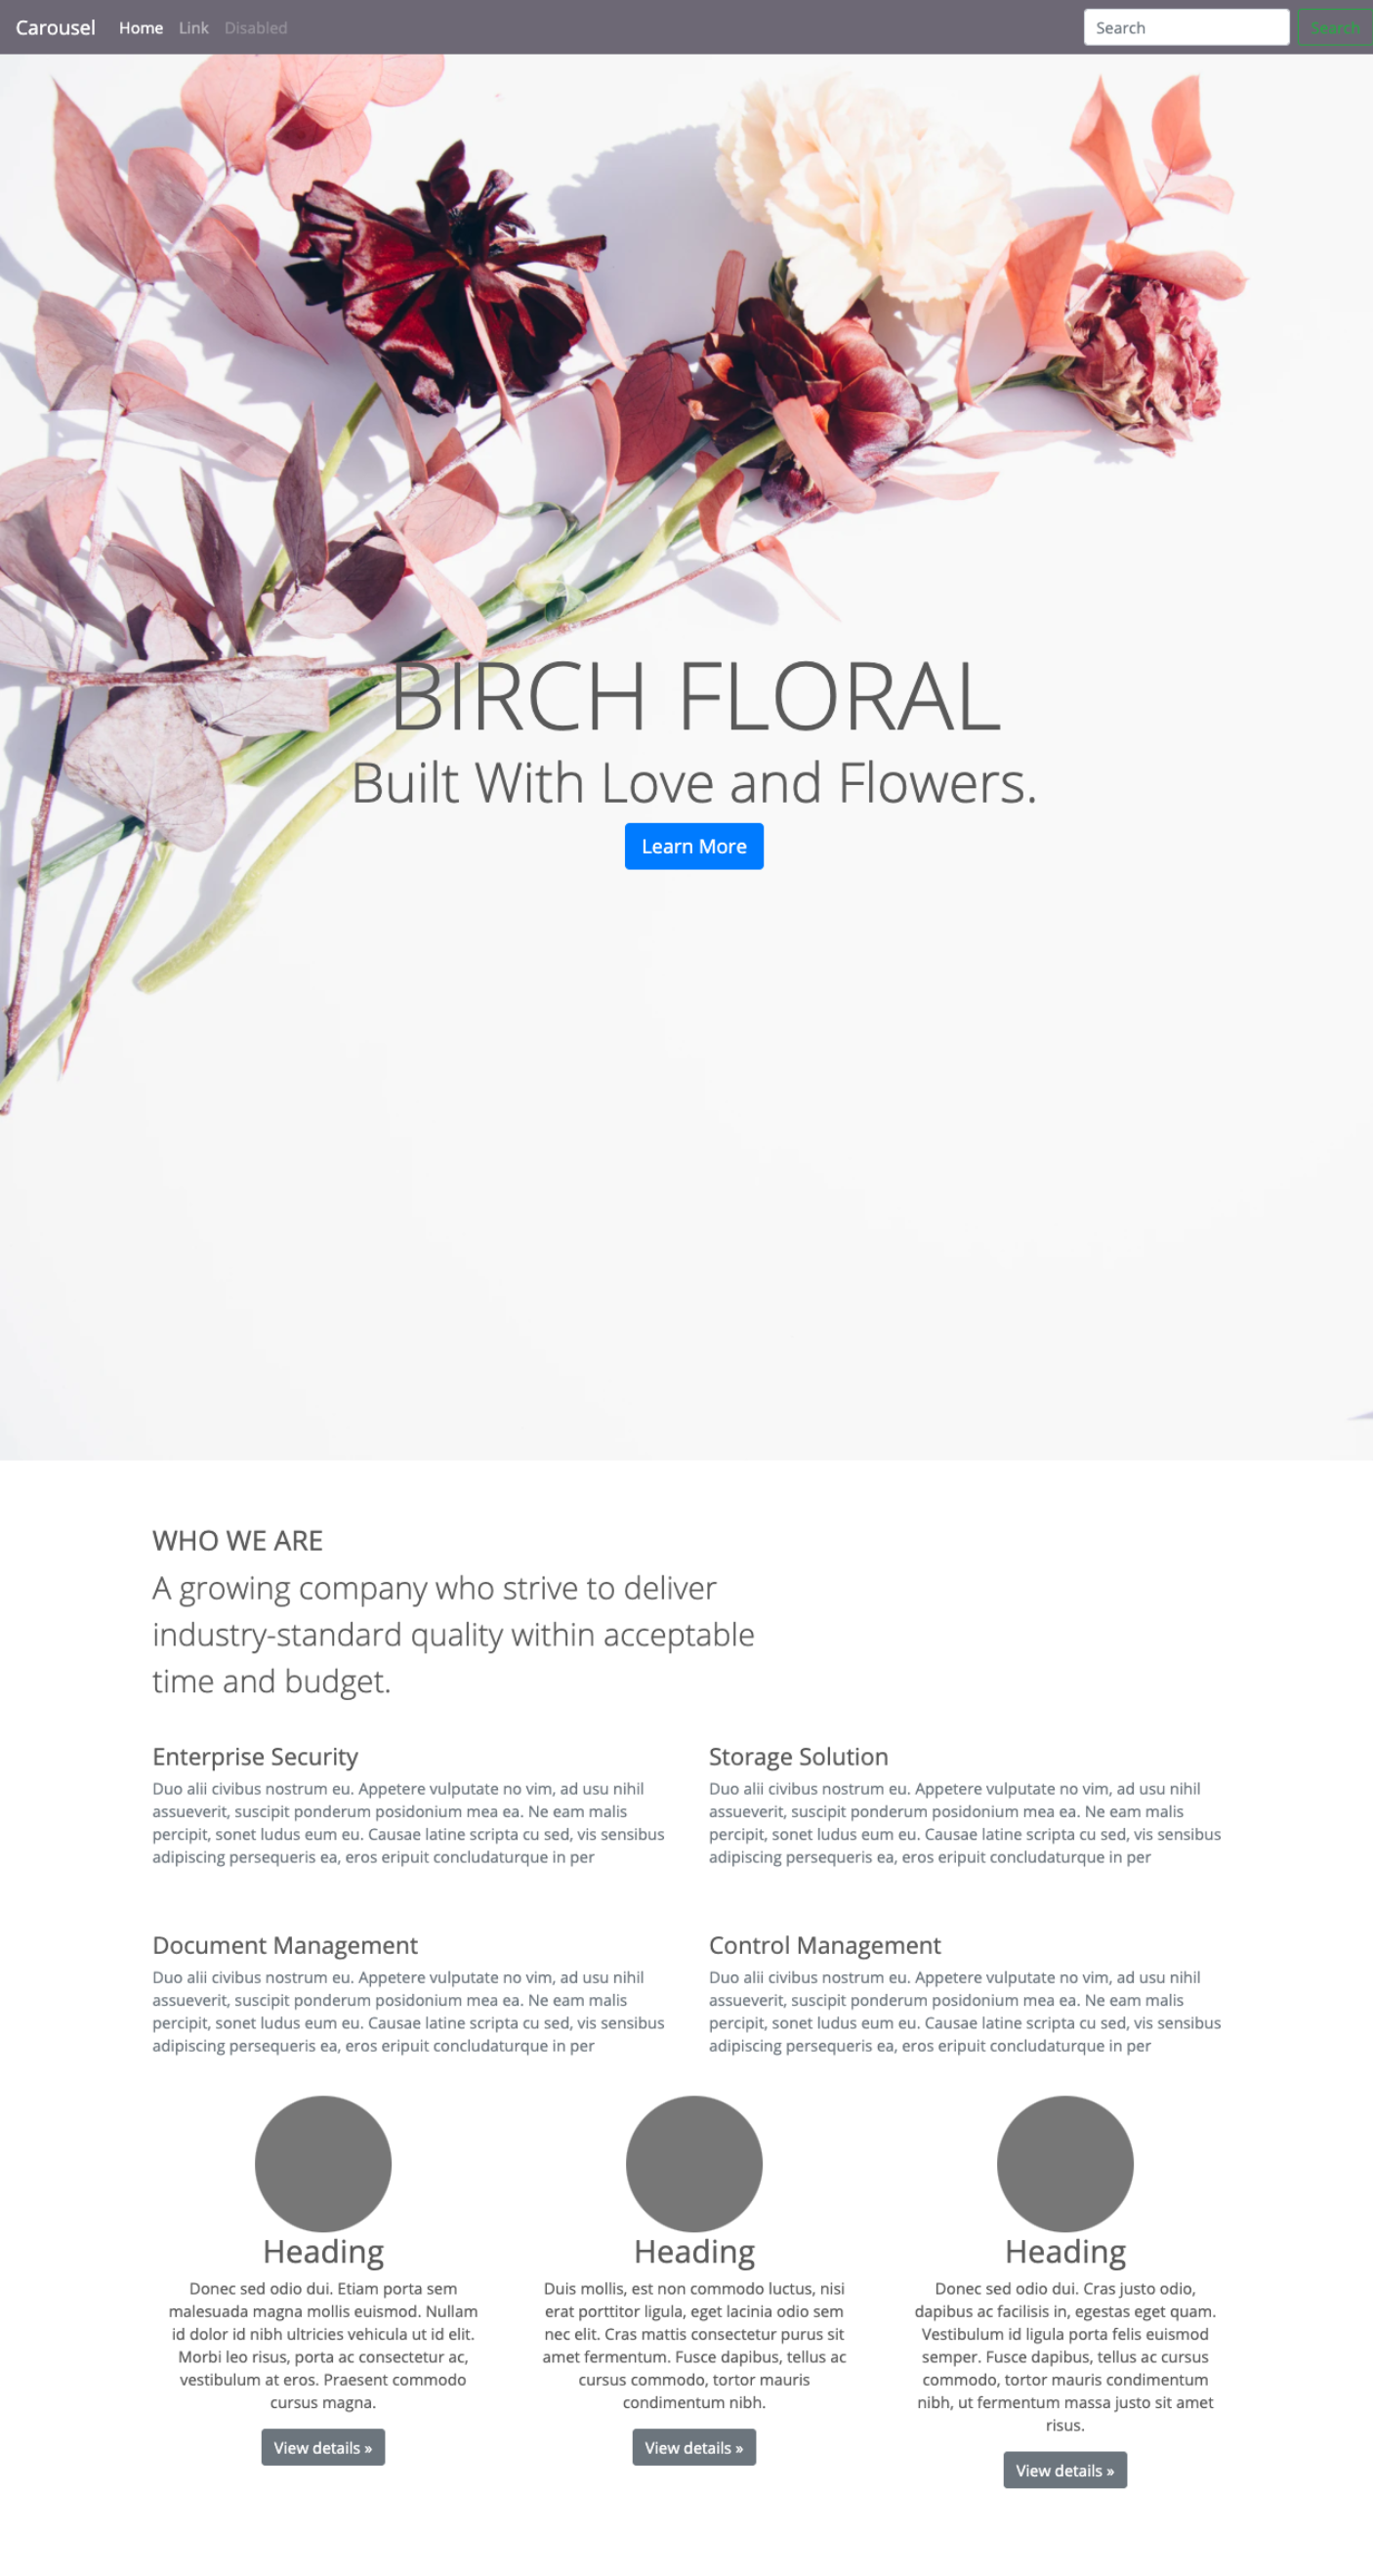 Carousel Home Link Disabled Search Search
BIRCH FLORAL
Built With Love and Flowers.
Learn More
WHO WE ARE
A growing company who strive to deliver
industry-standard quality within acceptable
time and budget.
Enterprise Security
Duo alii civibus nostrum eu. Appetere vulputate no vim, ad usu nihil
assueverit, suscipit ponderum posidonium mea ea. Ne eam malis
percipit, sonet ludus eum eu. Causae latine scripta cu sed, vis sensibus
adipiscing persequeris ea, eros eripuit concludaturque in per
Storage Solution
Duo alii civibus nostrum eu. Appetere vulputate no vim, ad usu nihil
assueverit, suscipit ponderum posidonium mea ea. Ne eam malis
percipit, sonet ludus eum eu. Causae latine scripta cu sed, vis sensibus
adipiscing persequeris ea, eros eripuit concludaturque in per
Document Management
Duo alii civibus nostrum eu. Appetere vulputate no vim, ad usu nihil
assueverit, suscipit ponderum posidonium mea ea. Ne eam malis
percipit, sonet ludus eum eu. Causae latine scripta cu sed, vis sensibus
adipiscing persequeris ea, eros eripuit concludaturque in per
Control Management
Duo alii civibus nostrum eu. Appetere vulputate no vim, ad usu nihil
assueverit, suscipit ponderum posidonium mea ea. Ne eam malis
percipit, sonet ludus eum eu. Causae latine scripta cu sed, vis sensibus
adipiscing persequeris ea, eros eripuit concludaturque in per
Heading
Donec sed odio dui. Etiam porta sem
malesuada magna mollis euismod. Nullam
id dolor id nibh ultricies vehicula ut id elit.
Morbi leo risus, porta ac consectetur ac,
vestibulum at eros. Praesent commodo
cursus magna.
View details »
Heading
Duis mollis, est non commodo luctus, nisi
erat porttitor ligula, eget lacinia odio sem
nec elit. Cras mattis consectetur purus sit
amet fermentum. Fusce dapibus, tellus ac
cursus commodo, tortor mauris
condimentum nibh.
View details »
Heading
Donec sed odio dui. Cras justo odio,
dapibus ac facilisis in, egestas eget quam.
Vestibulum id ligula porta felis euismod
semper. Fusce dapibus, tellus ac cursus
commodo, tortor mauris condimentum
nibh, ut fermentum massa justo sit amet
risus.
View details »